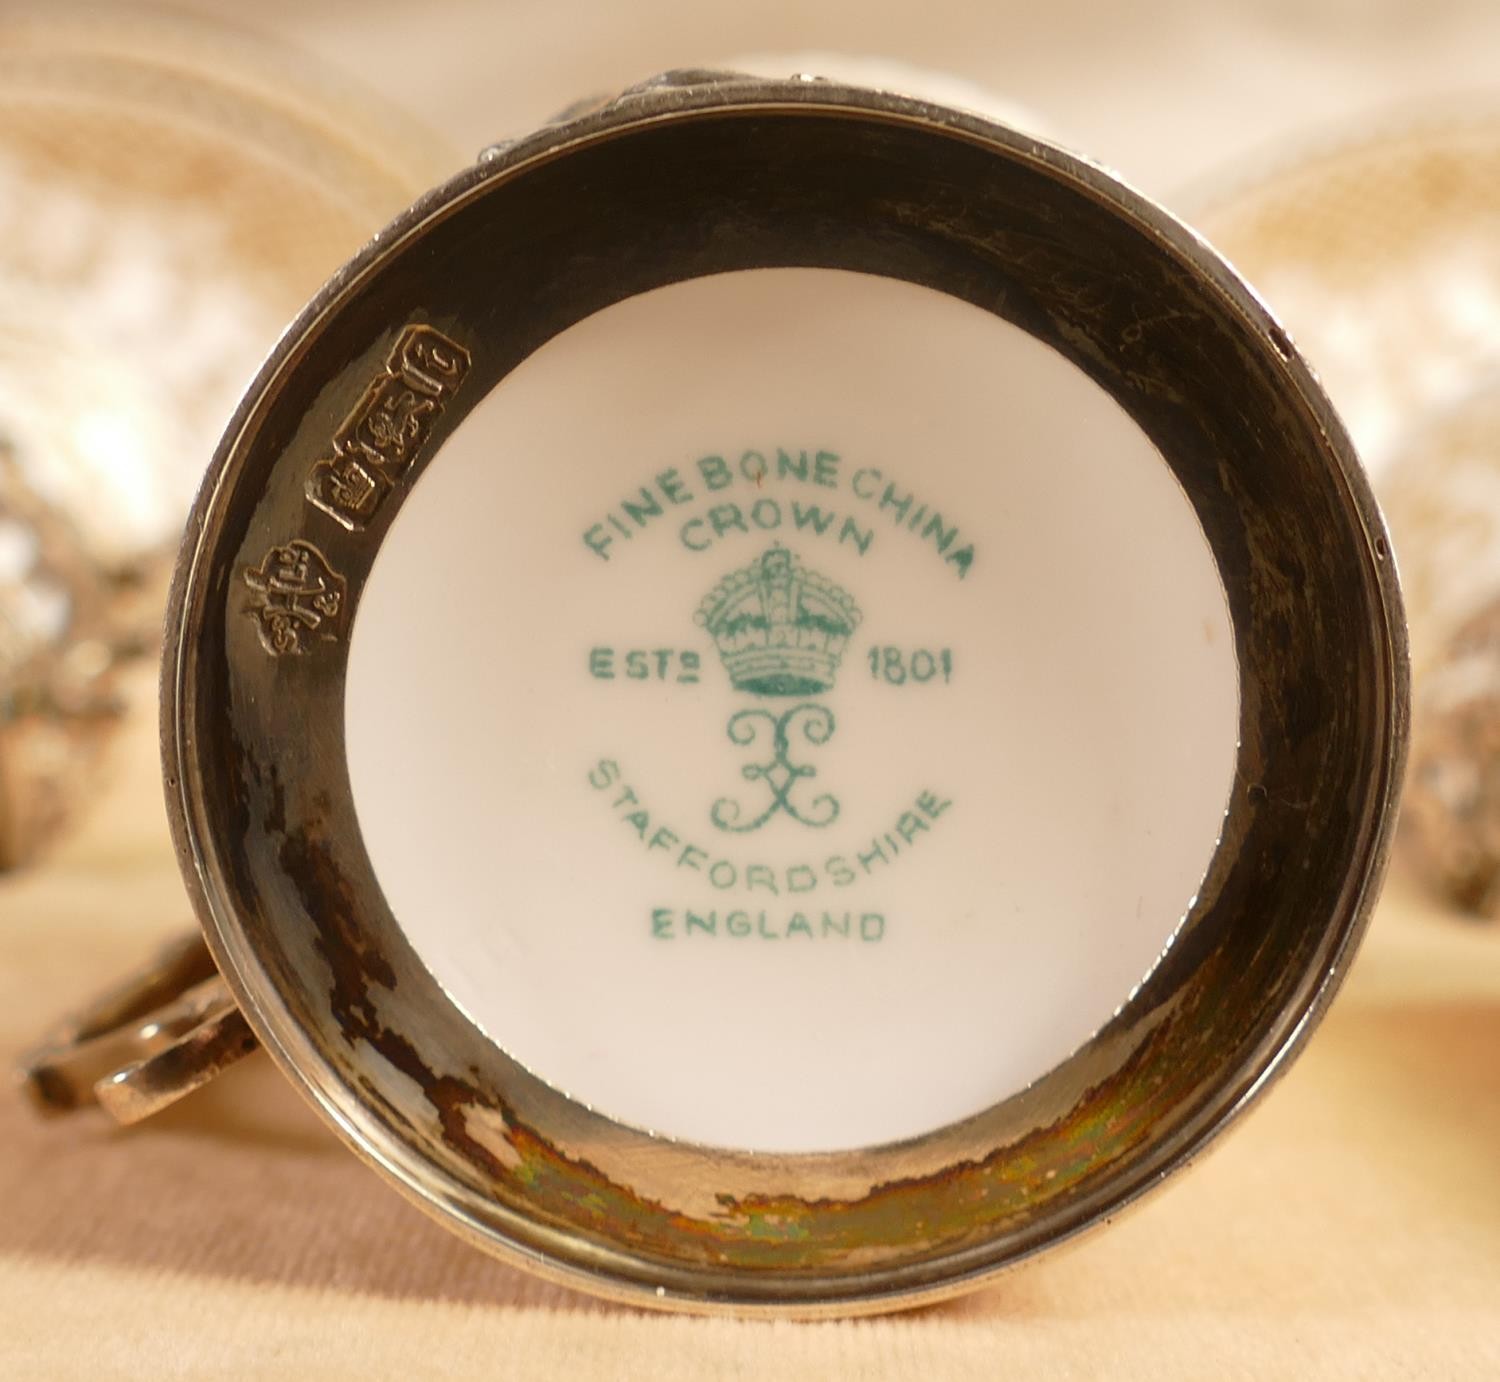 FINE BONE CHINA
CROWN
ESTD 1801
STAFFORDSHIRE
ENGLAND